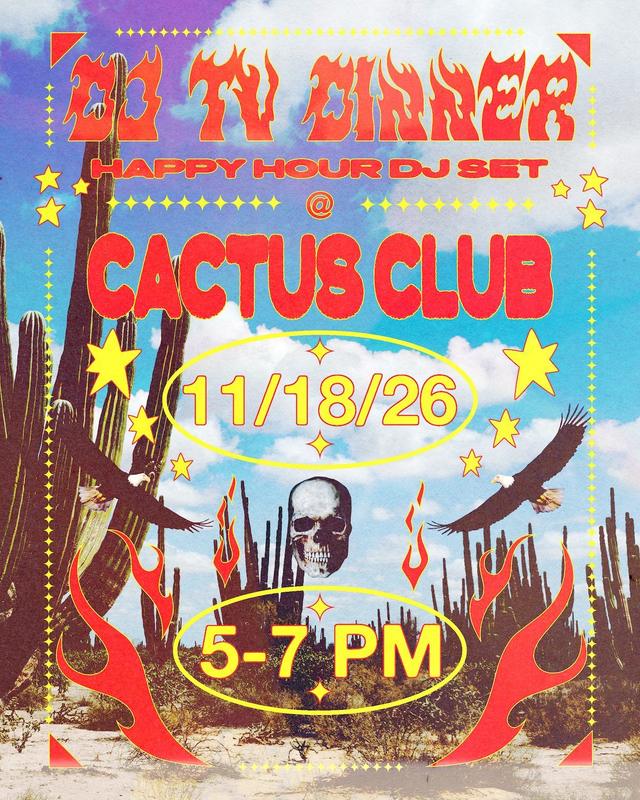 DJ TV DINNER
HAPPY HOUR DJ SET
@
CACTUS CLUB
11/18/26
5-7 PM